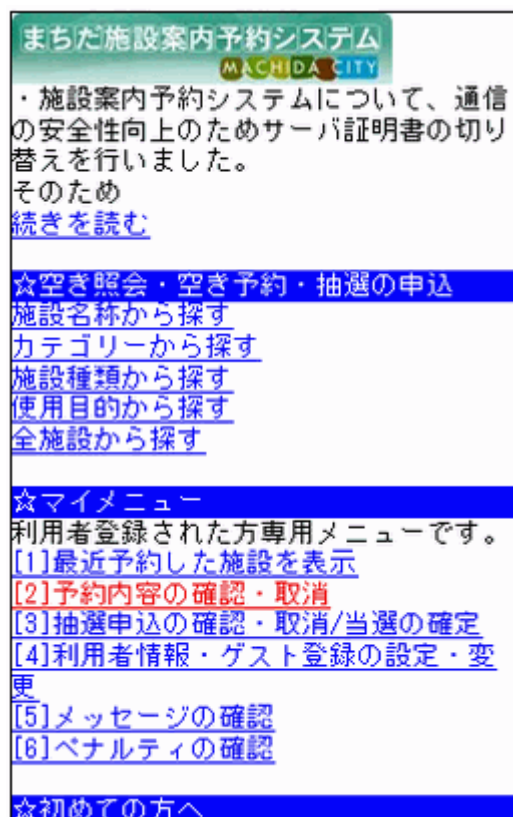 まちだ施設案内予約システム
MACHIDA CITY
・施設案内予約システムについて、通信
の安全性向上のためサーバ証明書の切り
替えを行いました。
そのため
続きを読む
☆空き照会・空き予約・抽選の申込
施設名称から探す
カテゴリーから探す
施設種類から探す
使用目的から探す
全施設から探す
☆マイメニュー
利用者登録された方専用メニューです。
[1]最近予約した施設を表示
[2]予約内容の確認・取消
[3]抽選申込の確認・取消/当選の確定
[4]利用者情報・ゲスト登録の設定・変
更
[5]メッセージの確認
[6]ペナルティの確認
☆初めての方へ